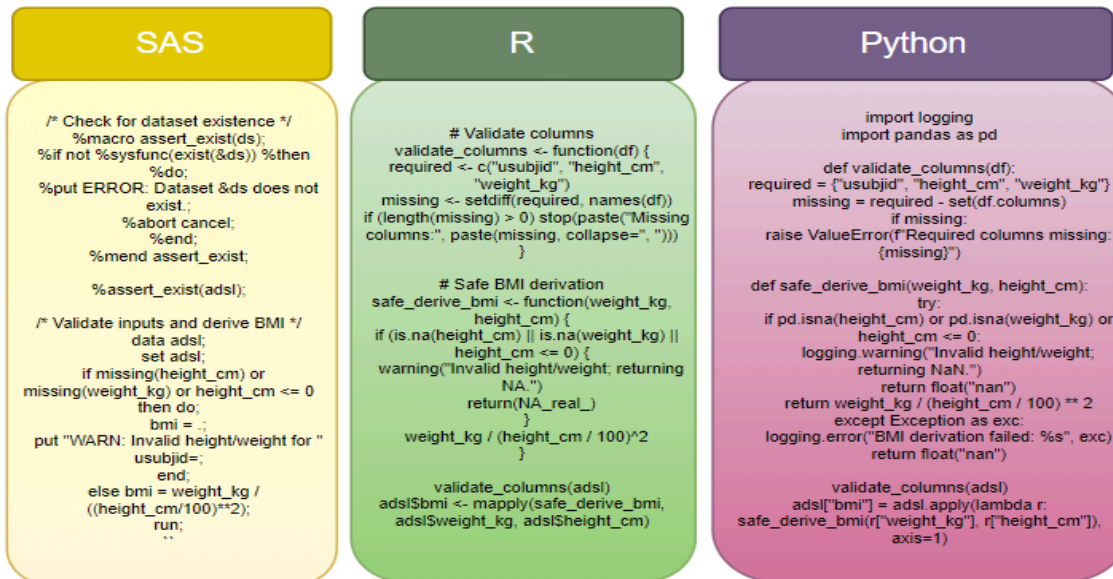 SAS
/* Check for dataset existence */
%macro assert_exist(ds);
%if not %sysfunc(exist(&ds)) %then
%do;
%put ERROR: Dataset &ds does not
exist.;
%abort cancel;
%end;
%mend assert_exist;
%assert_exist(adsl);
/* Validate inputs and derive BMI */
data adsl;
set adsl;
if missing(height_cm) or
missing(weight_kg) or height_cm <= 0
then do;
bmi = .;
put "WARN: Invalid height/weight for "
usubjid=;
end;
else bmi = weight_kg /
((height_cm/100)**2);
run;
``
R
# Validate columns
validate_columns <- function(df) {
required <- c("usubjid", "height_cm",
"weight_kg")
missing <- setdiff(required, names(df))
if (length(missing) > 0) stop(paste("Missing
columns:", paste(missing, collapse=", ")))
}
# Safe BMI derivation
safe_derive_bmi <- function(weight_kg,
height_cm) {
if (is.na(height_cm) || is.na(weight_kg) ||
height_cm <= 0) {
warning("Invalid height/weight; returning
NA.")
return(NA_real_)
}
weight_kg / (height_cm / 100)^2
}
validate_columns(adsl)
adsl$bmi <- mapply(safe_derive_bmi,
adsl$weight_kg, adsl$height_cm)
Python
import logging
import pandas as pd
def validate_columns(df):
required = {"usubjid", "height_cm", "weight_kg"}
missing = required - set(df.columns)
if missing:
raise ValueError(f"Required columns missing:
{missing}")
def safe_derive_bmi(weight_kg, height_cm):
try:
if pd.isna(height_cm) or pd.isna(weight_kg) or
height_cm <= 0:
logging.warning("Invalid height/weight;
returning NaN.")
return float("nan")
return weight_kg / (height_cm / 100) ** 2
except Exception as exc:
logging.error("BMI derivation failed: %s", exc)
return float("nan")
validate_columns(adsl)
adsl["bmi"] = adsl.apply(lambda r:
safe_derive_bmi(r["weight_kg"], r["height_cm"]),
axis=1)